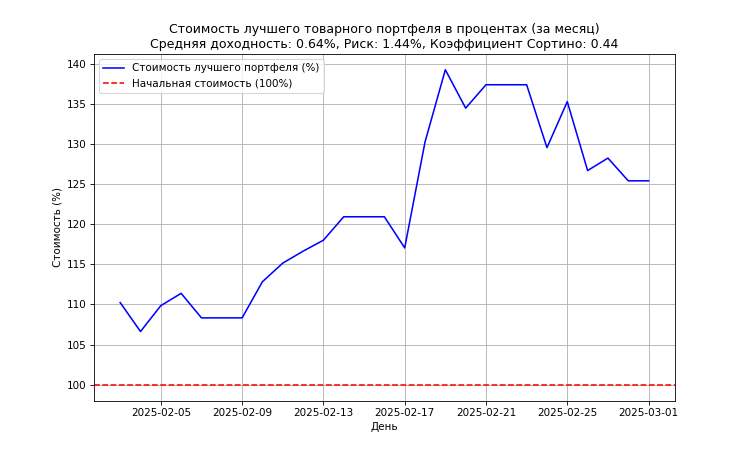 Стоимость лучшего товарного портфеля в процентах (за месяц)
Средняя доходность: 0.64%, Риск: 1.44%, Коэффициент Сортино: 0.44
Стоимость лучшего портфеля (%)
Начальная стоимость (100%)
Стоимость (%)
140
135
130
125
120
115
110
105
100
2025-02-05 2025-02-09 2025-02-13 2025-02-17 2025-02-21 2025-02-25 2025-03-01
День